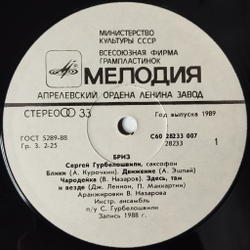 МИНИСТЕРСТВО
КУЛЬТУРЫ СССР
ВСЕСОЮЗНАЯ ФИРМА
ГРАМПЛАСТИНОК
МЕЛОДИЯ
АПРЕЛЕВСКИЙ ОРДЕНА ЛЕНИНА ЗАВОД
СТЕРЕО 33
Год выпуска 1989
ГОСТ 5289-88
Гр. 3. 2-25
С60 28233 007
28233
1
БРИЗ
Сергей Гурбелошвили, саксофон
Блики (А. Курочкин). Движение (А. Эшпай)
Чародейка (В. Назаров). Здесь, там
и везде (Дж. Леннон, П. Маккартни)
Аранжировки В. Назарова
Инстр. ансамбль
п/у С. Гурбелошвили
Запись 1988 г.